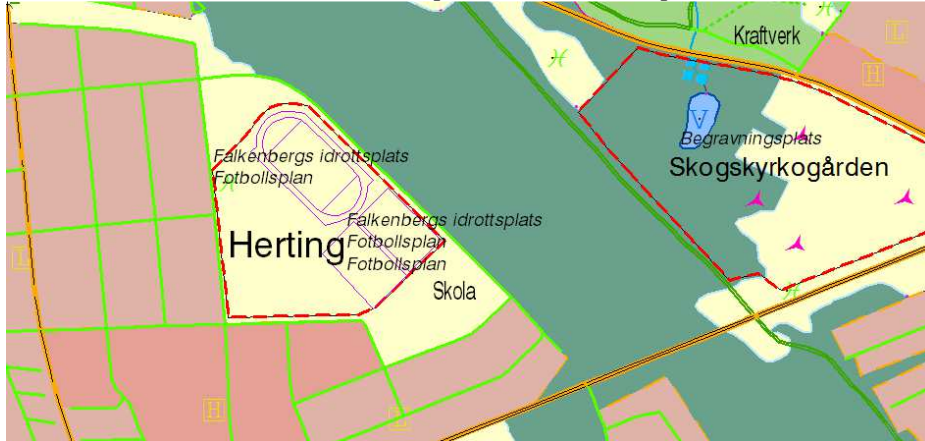 Kraftverk
L
H
H
V
Begravningsplats
Skogskyrkogården
Falkenbergs idrottsplats
Fotbollsplan
H
Falkenbergs idrottsplats
Herting
Fotbollsplan
Fotbollsplan
L
Skola
H
H
L